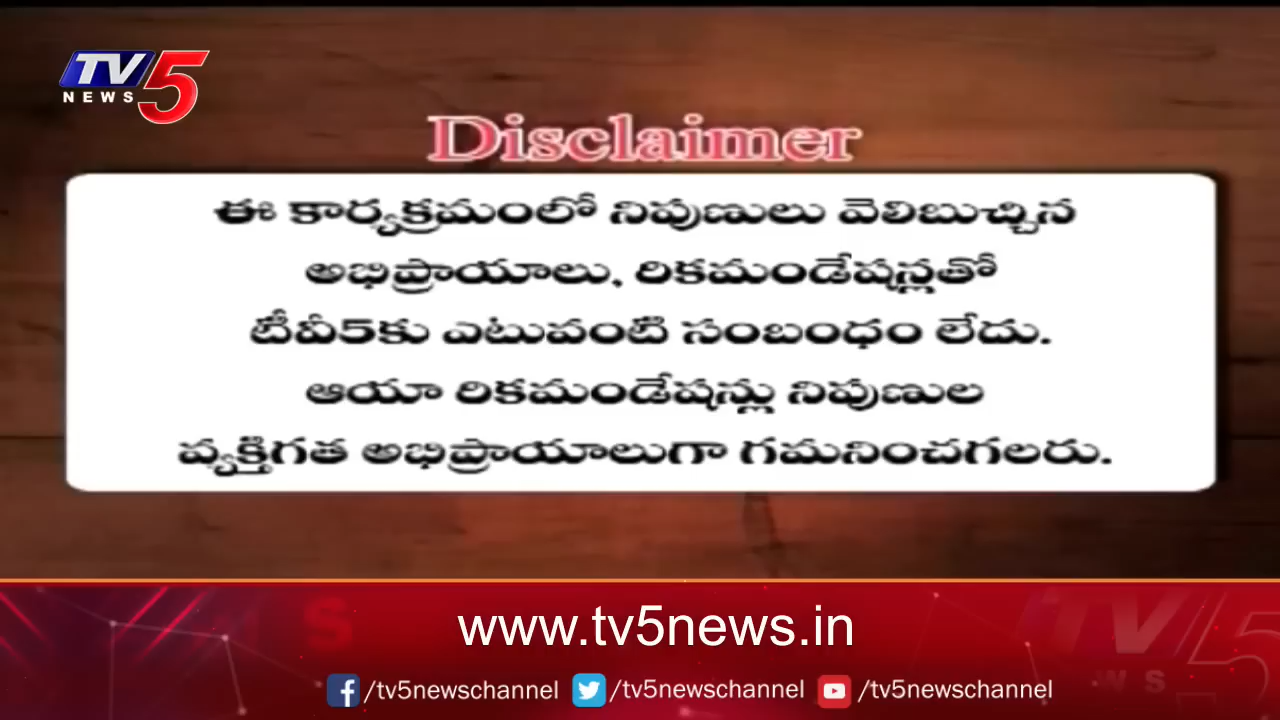 TV5
NEWS
Disclaimer
ఈ కార్యక్రమంలో నిపుణులు వెలిబుచ్చిన
అభిప్రాయాలు, రికమండేషన్లతో
టీవీ5కు ఎటువంటి సంబంధం లేదు.
ఆయా రికమండేషన్లు నిపుణుల
వ్యక్తిగత అభిప్రాయాలుగా గమనించగలరు.
www.tv5news.in
/tv5newschannel /tv5newschannel /tv5newschannel